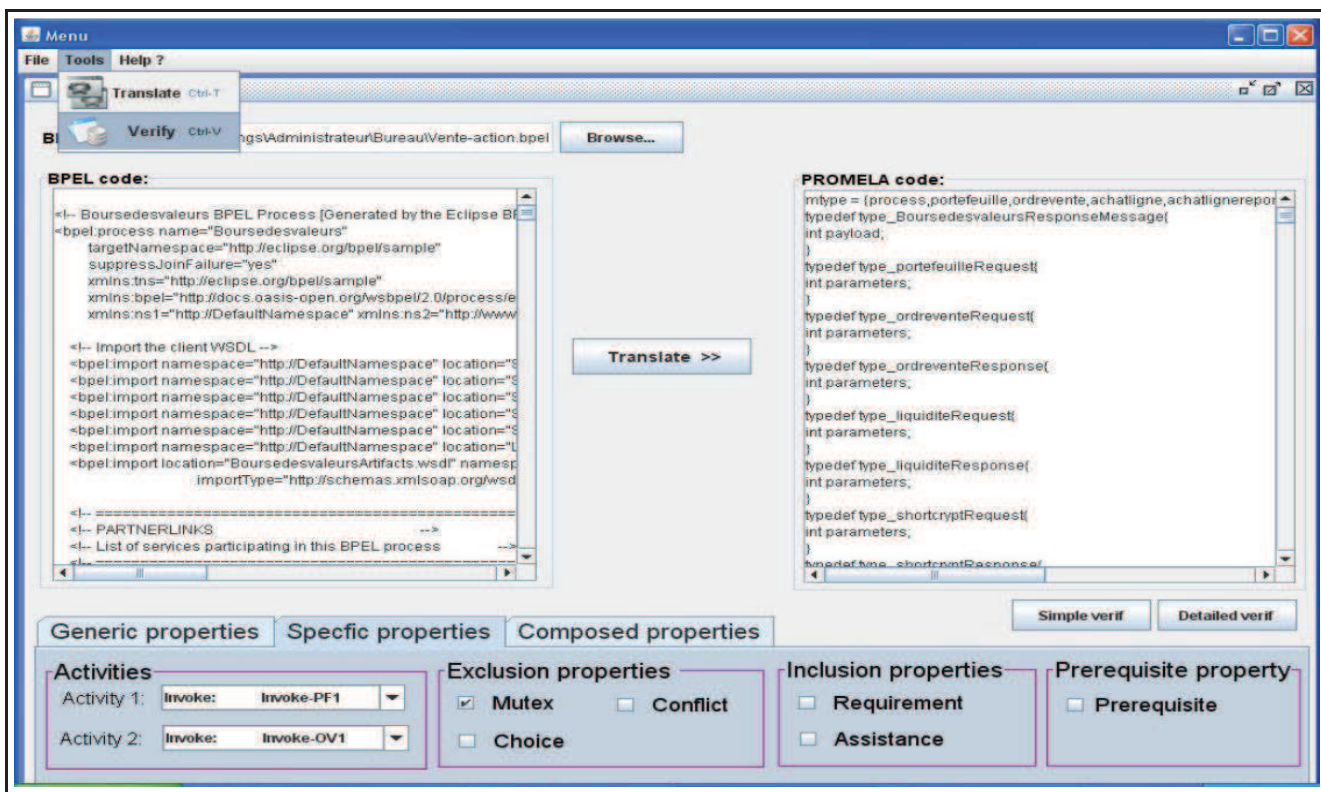 Menu
File Tools Help ?
Translate Ctrl-T
Verify Ctrl-V
ngs\Administrateur\Bureau\Vente-action.bpel Browse...
BPEL code:
<!-- Boursedesvaleurs BPEL Process [Generated by the Eclipse BP
<bpel:process name="Boursedesvaleurs"
targetNamespace="http://eclipse.org/bpel/sample"
suppressJoinFailure="yes"
xmlns:tns="http://eclipse.org/bpel/sample"
xmlns:bpel="http://docs.oasis-open.org/wsbpel/2.0/process/e
xmlns:ns1="http://DefaultNamespace" xmlns:ns2="http://www
<!-- Import the client WSDL -->
<bpel:import namespace="http://DefaultNamespace" location="S
<bpel:import namespace="http://DefaultNamespace" location="S
<bpel:import namespace="http://DefaultNamespace" location="S
<bpel:import namespace="http://DefaultNamespace" location="S
<bpel:import namespace="http://DefaultNamespace" location="S
<bpel:import namespace="http://DefaultNamespace" location="L
<bpel:import location="BoursedesvaleursArtifacts.wsdl" namesp
importType="http://schemas.xmlsoap.org/wsd
<!-- =================================================
<!-- PARTNERLINKS -->
<!-- List of services participating in this BPEL process -->
<!-- =================================================
Translate >>
PROMELA code:
mtype = {process,portefeuille,ordrevente,achatligne,achatlignerepor
typedef type_BoursedesvaleursResponseMessage{
int payload;
}
typedef type_portefeuilleRequest{
int parameters;
}
typedef type_ordreventeRequest{
int parameters;
}
typedef type_ordreventeResponse{
int parameters;
}
typedef type_liquiditeRequest{
int parameters;
}
typedef type_liquiditeResponse{
int parameters;
}
typedef type_shortcryptRequest{
int parameters;
}
typedef type_shortcryptResponse{
Simple verif Detailed verif
Generic properties Specfic properties Composed properties
Activities
Activity 1: Invoke: Invoke-PF1
Activity 2: Invoke: Invoke-OV1
Exclusion properties
Mutex Conflict
Choice
Inclusion properties
Requirement
Assistance
Prerequisite property
Prerequisite